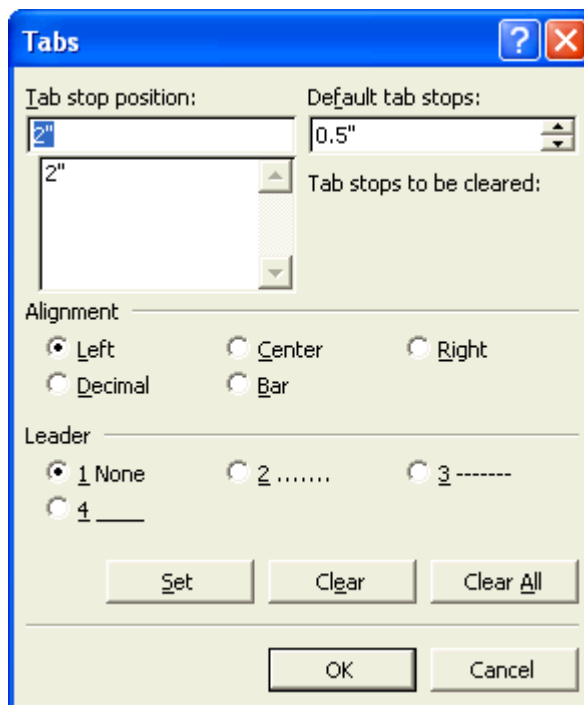 Tabs
Tab stop position:
Default tab stops:
2"
0.5"
2"
Tab stops to be cleared:
Alignment
Left Center Right
Decimal Bar
Leader
1 None 2 ....... 3 -------
4 ____
Set Clear Clear All
OK Cancel